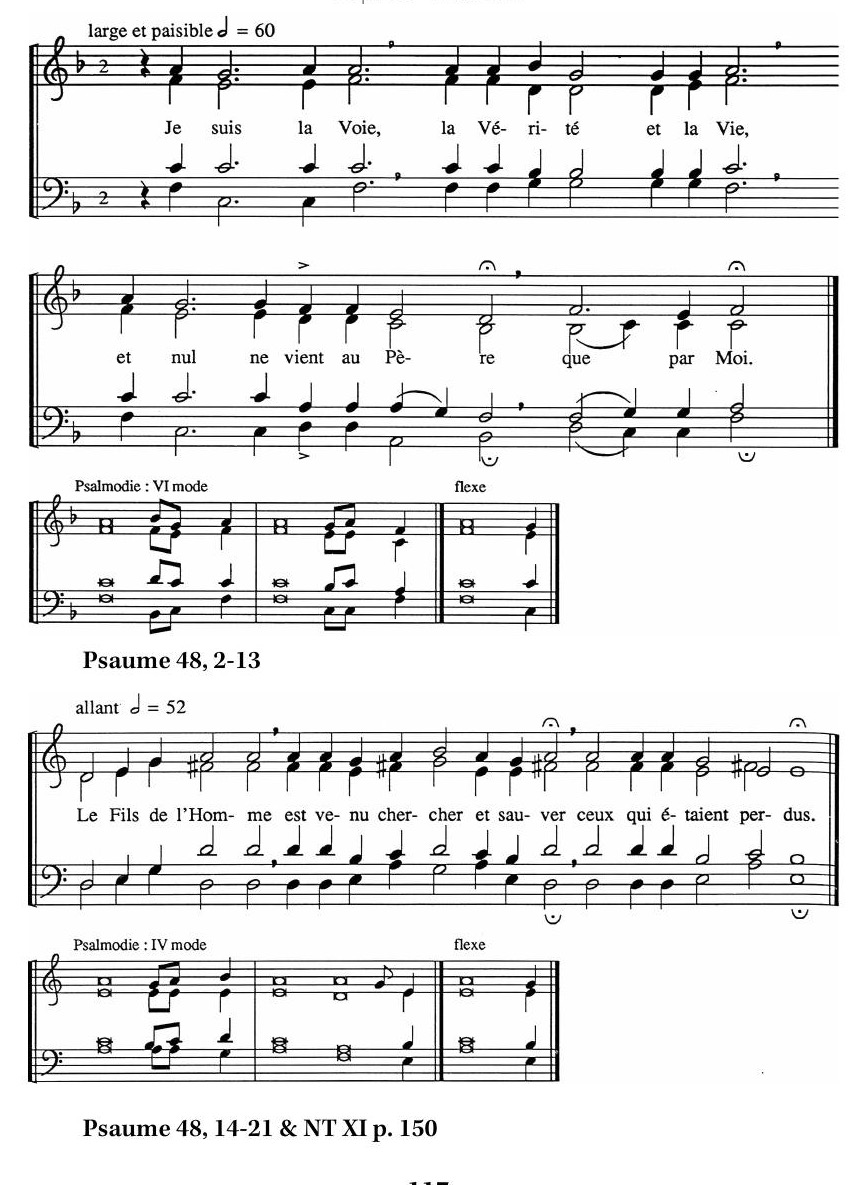 large et paisible 𝅗𝅥 = 60
Je suis la Voie, la Vé- ri- té et la Vie,
et nul ne vient au Pè- re que par Moi.
Psalmodie : VI mode flexe
Psaume 48, 2-13
allant 𝅗𝅥 = 52
Le Fils de l'Hom- me est ve- nu cher- cher et sau- ver ceux qui é- taient per- dus.
Psalmodie : IV mode flexe
Psaume 48, 14-21 & NT XI p. 150